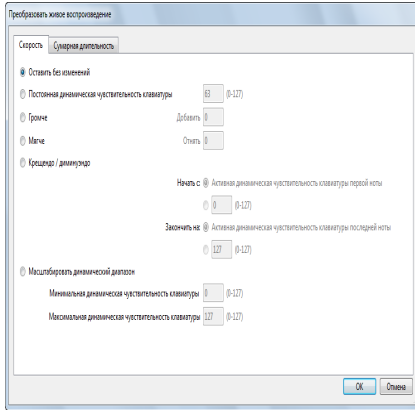 Преобразовать живое воспроизведение
Скорость Суммарная длительность
Оставить без изменений
Постоянная динамическая чувствительность клавиатуры 63 (0-127)
Громче Добавить 0
Мягче Отнять 0
Крещендо / диминуэндо
Начать с: Активная динамическая чувствительность клавиатуры первой ноты
0 (0-127)
Закончить на: Активная динамическая чувствительность клавиатуры последней ноты
127 (0-127)
Масштабировать динамический диапазон
Минимальная динамическая чувствительность клавиатуры 0 (0-127)
Максимальная динамическая чувствительность клавиатуры 127 (0-127)
OK Отмена